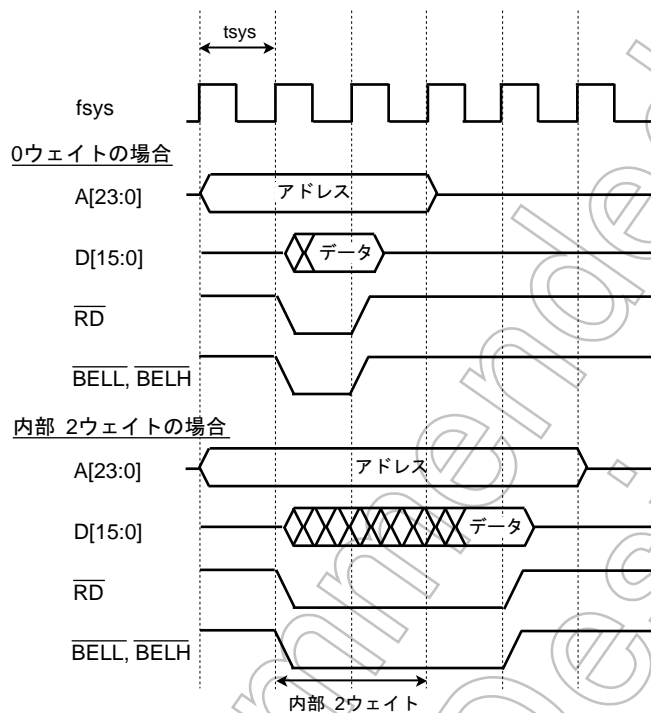 tsys
fsys
0ウェイトの場合
A[23:0] アドレス
D[15:0] データ
RD
BELL, BELH
内部 2ウェイトの場合
A[23:0] アドレス
D[15:0] データ
RD
BELL, BELH
内部 2ウェイト